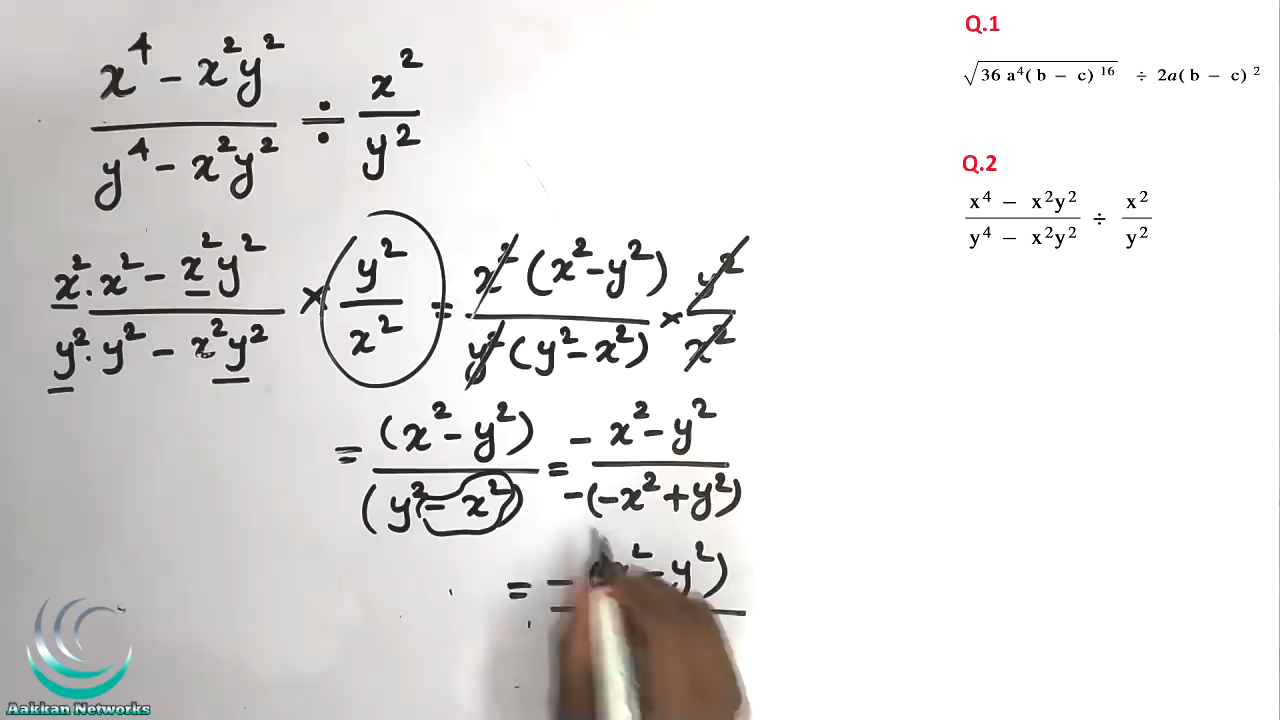 x⁴ - x²y² / y⁴ - x²y² ÷ x² / y²
x².x² - x²y² / y².y² - x²y² × y² / x² = x²(x²-y²) / y²(y²-x²) × y² / x²
= (x²-y²) / (y²-x²) = - x²-y² / -(-x²+y²)
= - x² - y²)
Q.1
√36 a⁴( b − c) ¹⁶ ÷ 2a( b − c) ²
Q.2
x⁴ − x²y² / y⁴ − x²y² ÷ x² / y²
Aakkan Networks